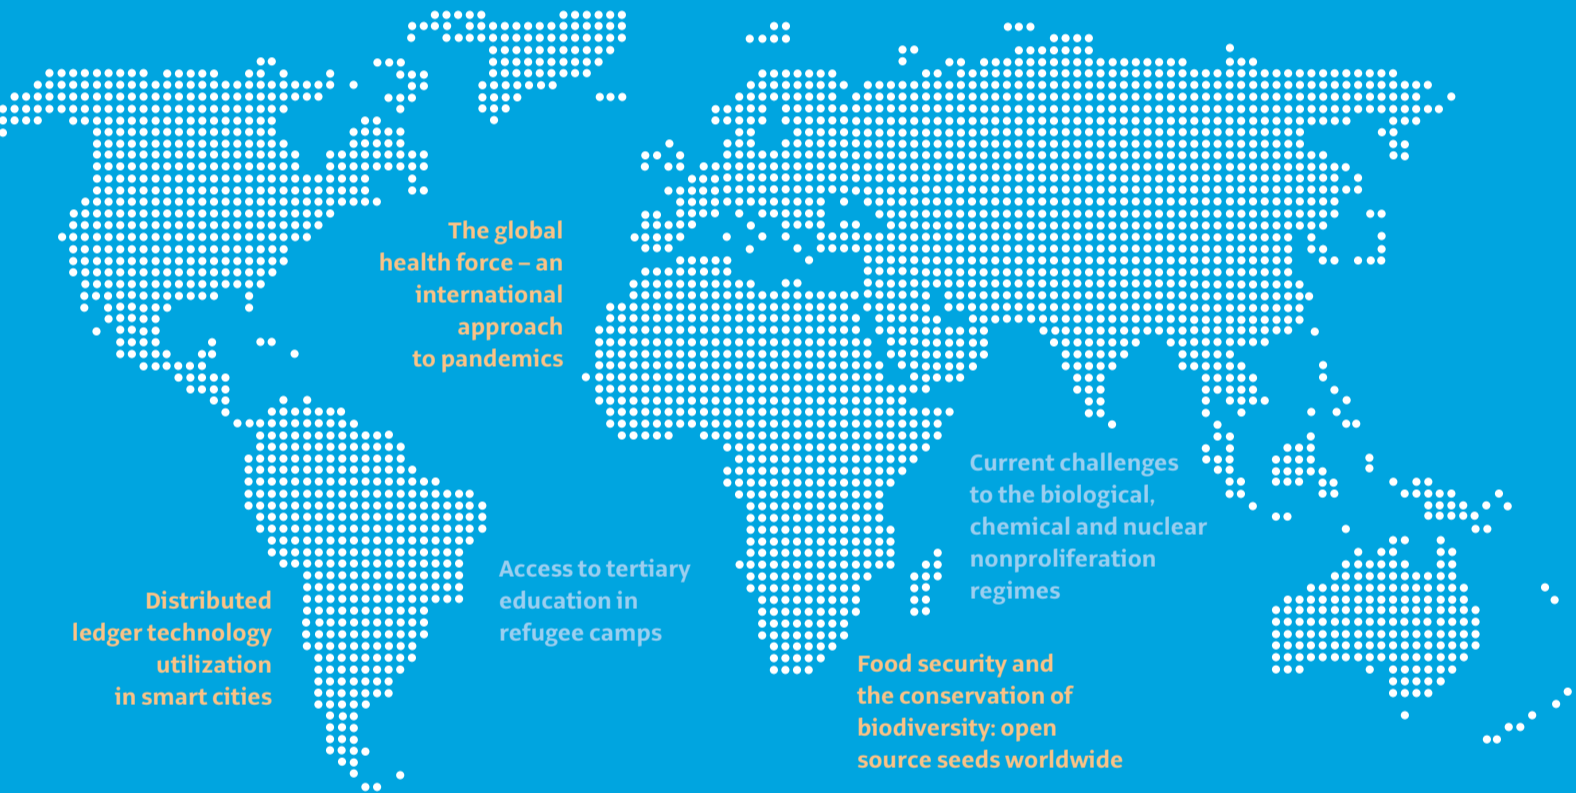 The global
health force – an
international
approach
to pandemics
Current challenges
to the biological,
chemical and nuclear
nonproliferation
regimes
Access to tertiary
education in
refugee camps
Distributed
ledger technology
utilization
in smart cities
Food security and
the conservation of
biodiversity: open
source seeds worldwide